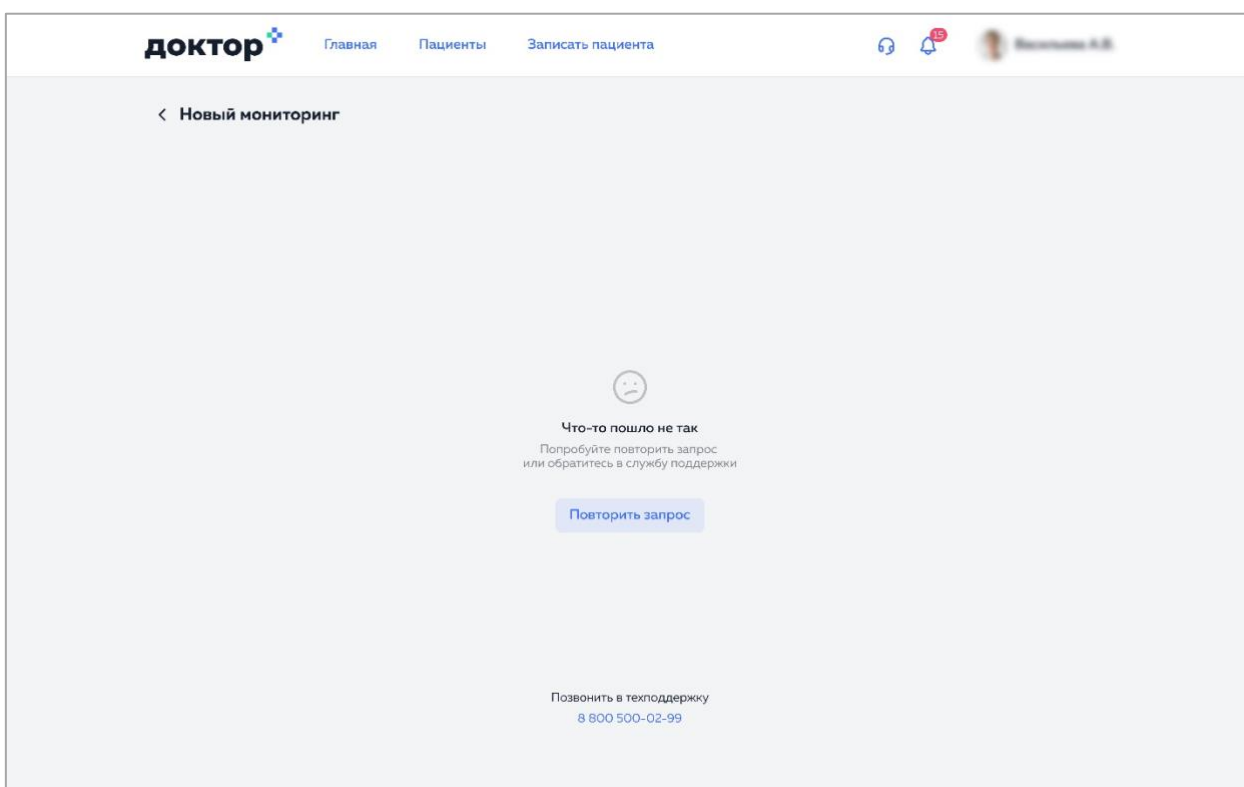 доктор
Главная
Пациенты
Записать пациента
15
Новый мониторинг
Что-то пошло не так
Попробуйте повторить запрос
или обратитесь в службу поддержки
Повторить запрос
Позвонить в техподдержку
8 800 500-02-99